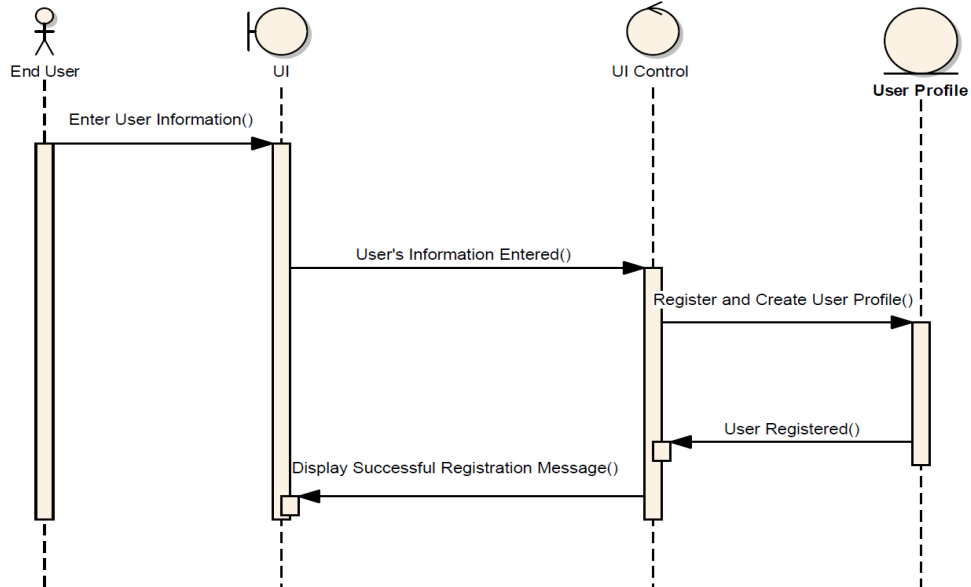 End User
UI
UI Control
User Profile
Enter User Information()
User's Information Entered()
Register and Create User Profile()
User Registered()
Display Successful Registration Message()